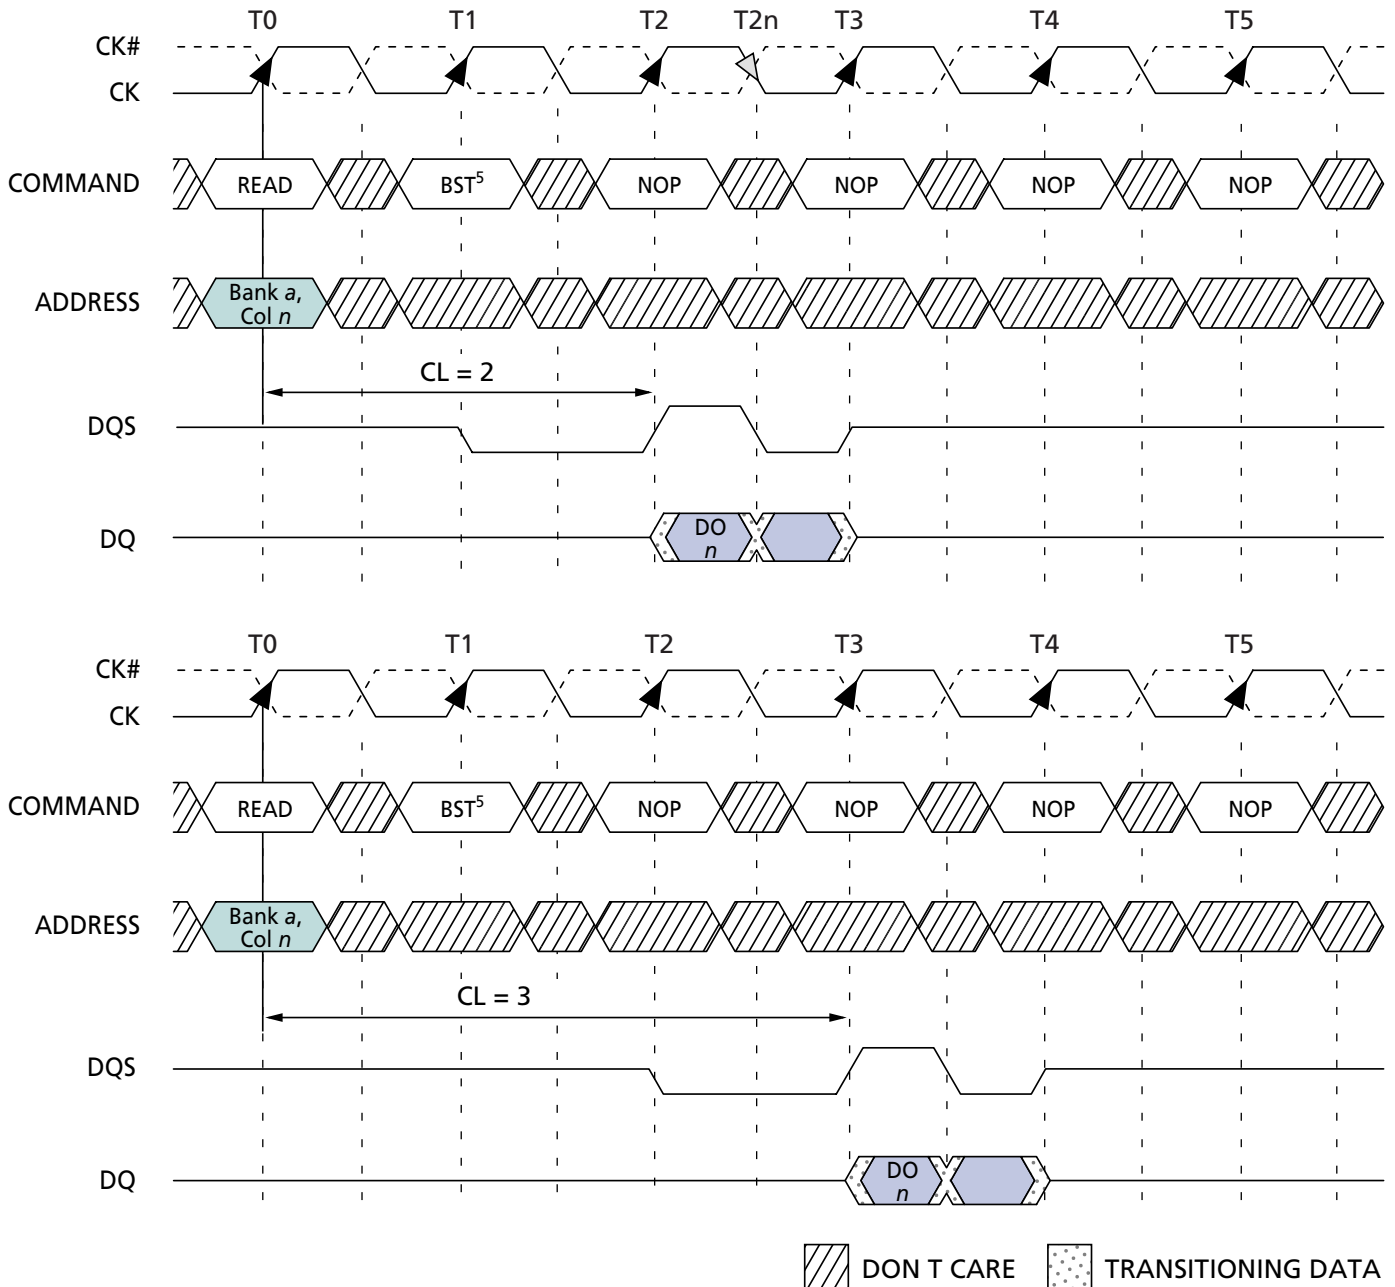 T0 T1 T2 T2n T3 T4 T5
CK#
CK
COMMAND READ BST5 NOP NOP NOP NOP
ADDRESS Bank a,
Col n
CL = 2
DQS
DQ DO
n
T0 T1 T2 T3 T4 T5
CK#
CK
COMMAND READ BST5 NOP NOP NOP NOP
ADDRESS Bank a,
Col n
CL = 3
DQS
DQ DO
n
DON T CARE TRANSITIONING DATA